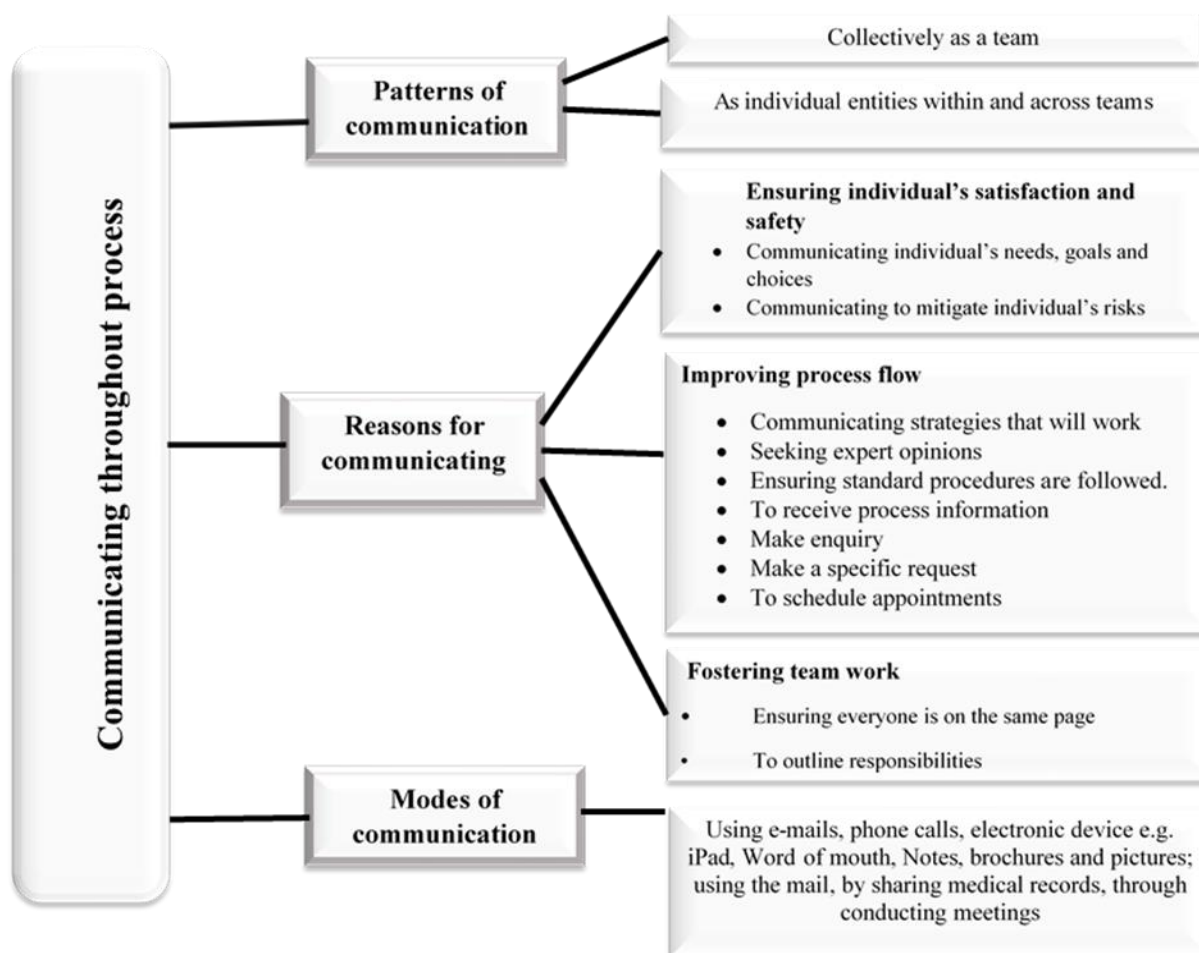 Communicating throughout process
Patterns of
communication
Collectively as a team
As individual entities within and across teams
Reasons for
communicating
Ensuring individual’s satisfaction and
safety
• Communicating individual’s needs, goals and
choices
• Communicating to mitigate individual’s risks
Improving process flow
• Communicating strategies that will work
• Seeking expert opinions
• Ensuring standard procedures are followed.
• To receive process information
• Make enquiry
• Make a specific request
• To schedule appointments
Fostering team work
• Ensuring everyone is on the same page
• To outline responsibilities
Modes of
communication
Using e-mails, phone calls, electronic device e.g.
iPad, Word of mouth, Notes, brochures and pictures;
using the mail, by sharing medical records, through
conducting meetings